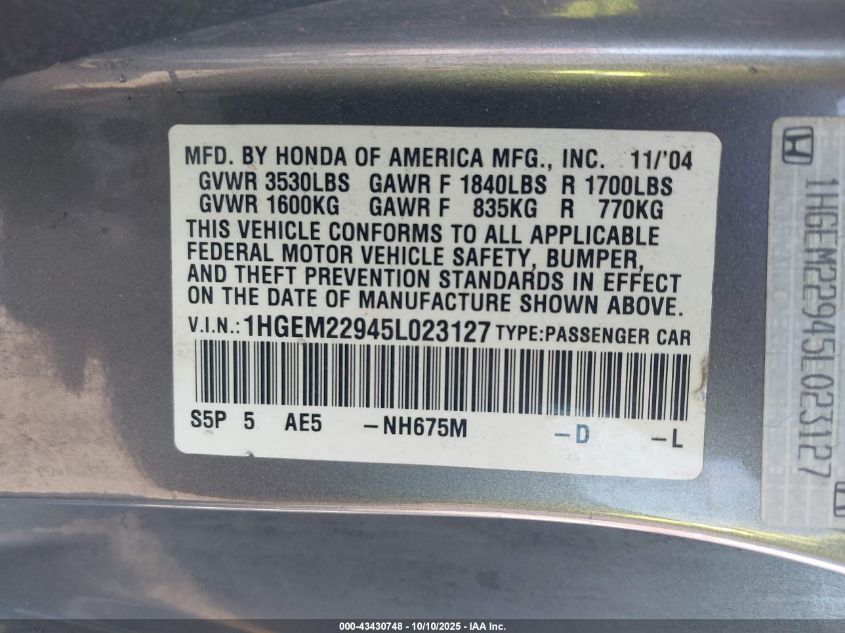 MFD. BY HONDA OF AMERICA MFG., INC. 11/'04
GVWR 3530LBS GAWR F 1840LBS R 1700LBS
GVWR 1600KG GAWR F 835KG R 770KG
THIS VEHICLE CONFORMS TO ALL APPLICABLE
FEDERAL MOTOR VEHICLE SAFETY, BUMPER,
AND THEFT PREVENTION STANDARDS IN EFFECT
ON THE DATE OF MANUFACTURE SHOWN ABOVE.
V.I.N.: 1HGEM22945L023127 TYPE:PASSENGER CAR
S5P 5 AE5 -NH675M -D -L
1HGEM22945L023127
000-43430748 - 10/10/2025 - IAA Inc.